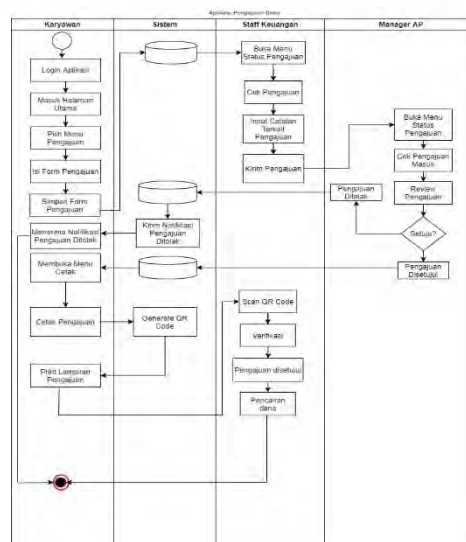 Aplikasi Pengajuan Dana
Karyawan
Sistem
Staff Keuangan
Manager AP
Login Aplikasi
Masuk Halaman
Utama
Pilih Menu
Pengajuan
Isi Form Pengajuan
Simpan Form
Pengajuan
Menerima Notifikasi
Pengajuan Ditolak
Membuka Menu
Cetak
Cetak Pengajuan
Print Lampiran
Pengajuan
Kirim Notifikasi
Pengajuan
Ditolak
Generate QR
Code
Buka Menu
Status Pengajuan
Cek Pengajuan
Input Catatan
Terkait
Pengajuan
Kirim Pengajuan
Scan QR Code
Verifikasi
Pengajuan disetujui
Pencairan
dana
Buka Menu
Status
Pengajuan
Cek Pengajuan
Masuk
Review
Pengajuan
Pengajuan
Ditolak
Setuju?
Pengajuan
Disetujui